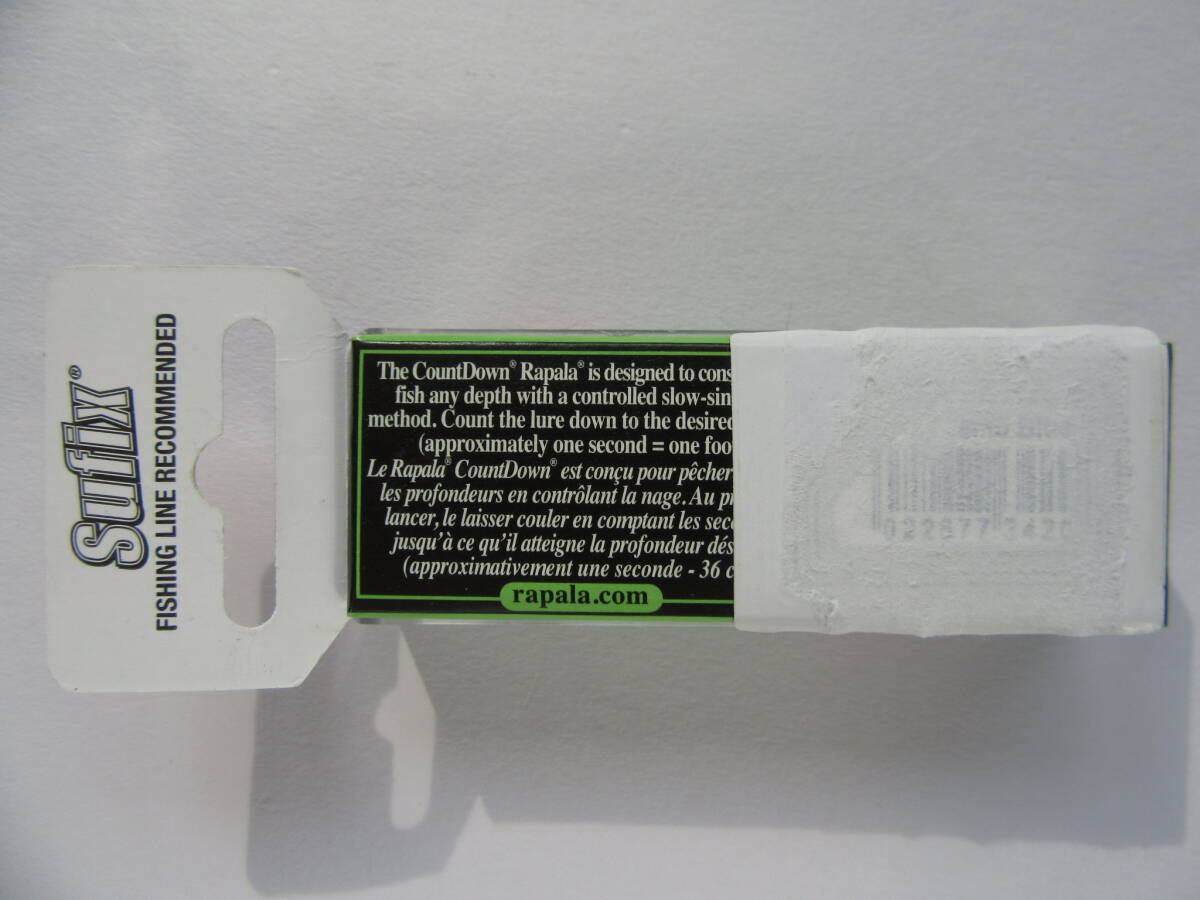 Sufix®
FISHING LINE RECOMMENDED
The CountDown® Rapala® is designed to cons
fish any depth with a controlled slow-sin
method. Count the lure down to the desired
(approximately one second = one foo
Le Rapala® CountDown® est conçu pour pêcher
les profondeurs en contrôlant la nage. Au p
lancer, le laisser couler en comptant les sec
jusqu'à ce qu'il atteigne la profondeur dés
(approximativement une seconde - 36 c
rapala.com